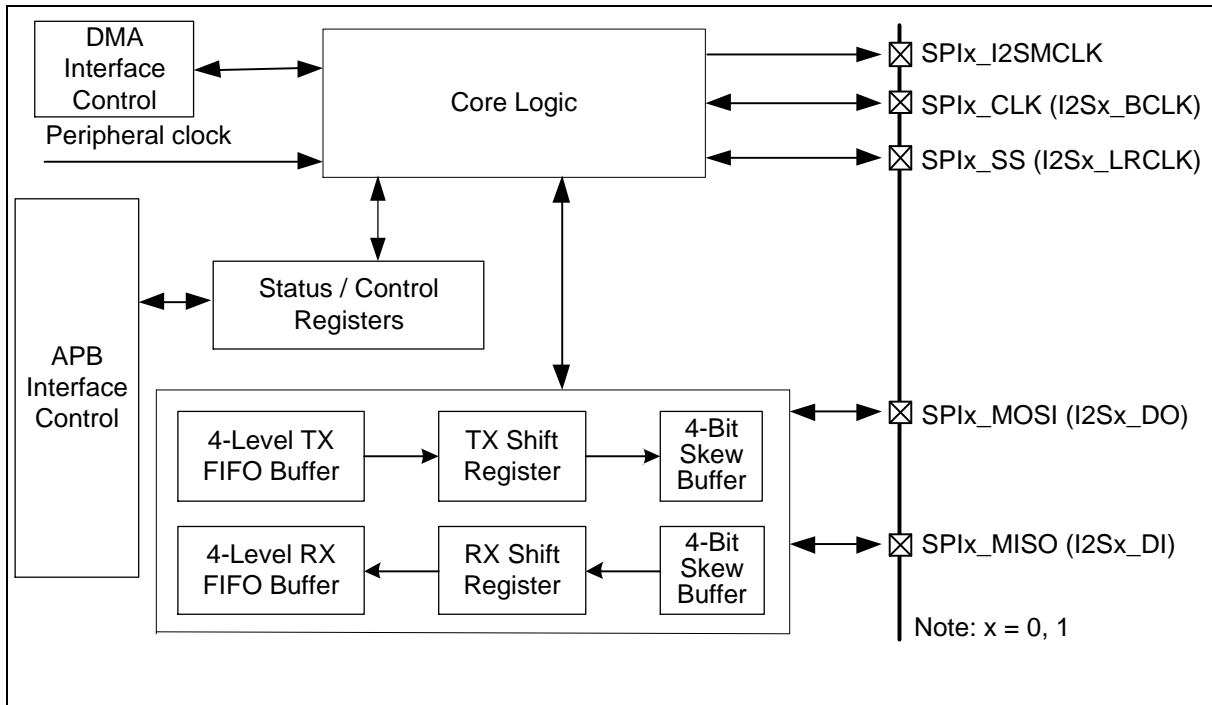 DMA
Interface
Control
Peripheral clock
Core Logic
SPIx_I2SMCLK
SPIx_CLK (I2Sx_BCLK)
SPIx_SS (I2Sx_LRCLK)
Status / Control
Registers
APB
Interface
Control
4-Level TX
FIFO Buffer
TX Shift
Register
4-Bit
Skew
Buffer
SPIx_MOSI (I2Sx_DO)
4-Level RX
FIFO Buffer
RX Shift
Register
4-Bit
Skew
Buffer
SPIx_MISO (I2Sx_DI)
Note: x = 0, 1